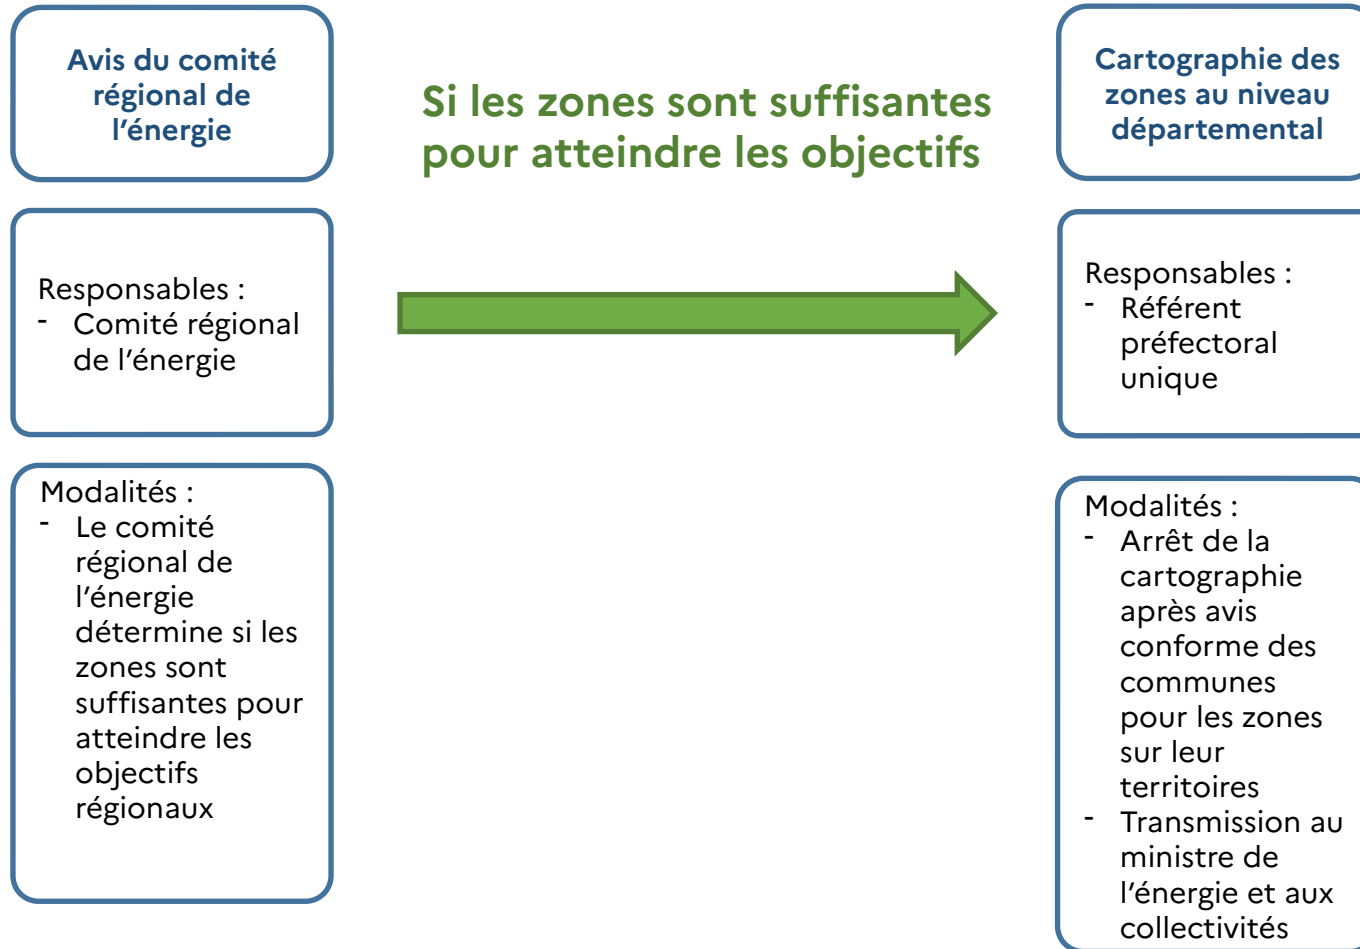 Avis du comité
régional de
l’énergie
Si les zones sont suffisantes
pour atteindre les objectifs
Cartographie des
zones au niveau
départemental
Responsables :
- Comité régional
de l’énergie
Responsables :
- Référent
préfectoral
unique
Modalités :
- Le comité
régional de
l’énergie
détermine si les
zones sont
suffisantes pour
atteindre les
objectifs
régionaux
Modalités :
- Arrêt de la
cartographie
après avis
conforme des
communes
pour les zones
sur leur
territoires
- Transmission au
ministre de
l’énergie et aux
collectivités